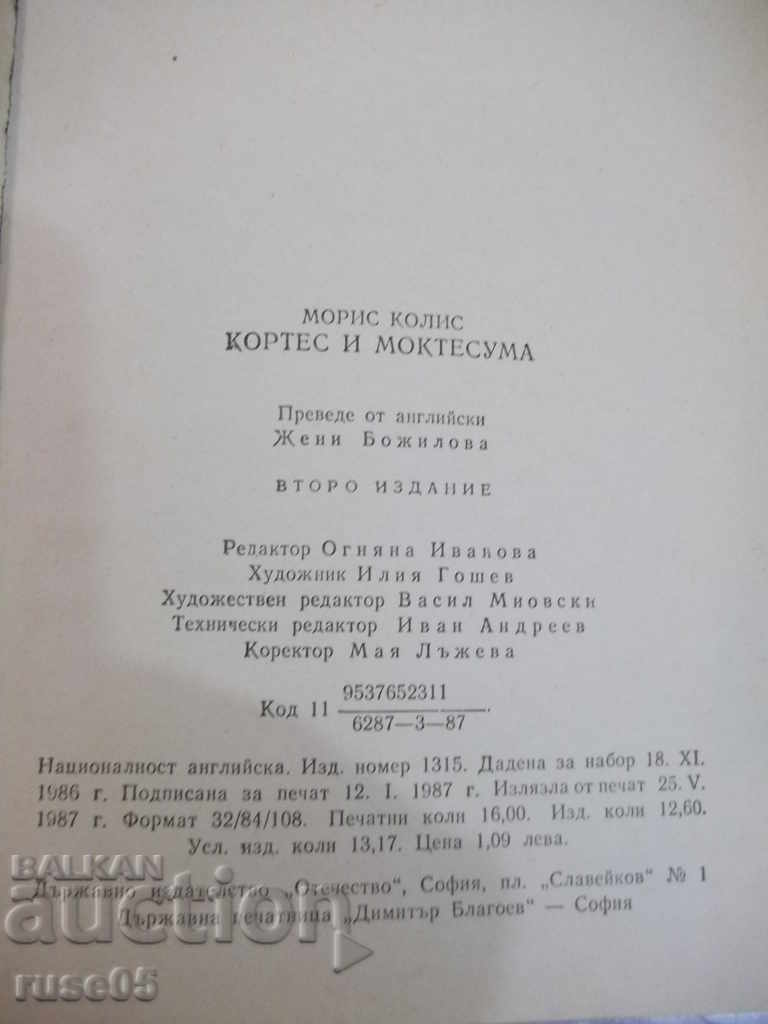 МОРИС КОЛИС
КОРТЕС И МОКТЕСУМА
Преведе от английски
Жени Божилова
ВТОРО ИЗДАНИЕ
Редактор Огняна Иванова
Художник Илия Гошев
Художествен редактор Васил Миовски
Технически редактор Иван Андреев
Коректор Мая Лъжева
Код 11 9537652311
6287—3—87
Националност английска. Изд. номер 1315. Дадена за набор 18. XI.
1986 г. Подписана за печат 12. I. 1987 г. Излязла от печат 25. V.
1987 г. Формат 32/84/108. Печатни коли 16,00. Изд. коли 12,60.
Усл. изд. коли 13,17. Цена 1,09 лева.
Държавно издателство „Отечество“, София, пл. „Славейков“ № 1
Държавна печатница „Димитър Благоев“ — София
BALKAN
auction
ruse05